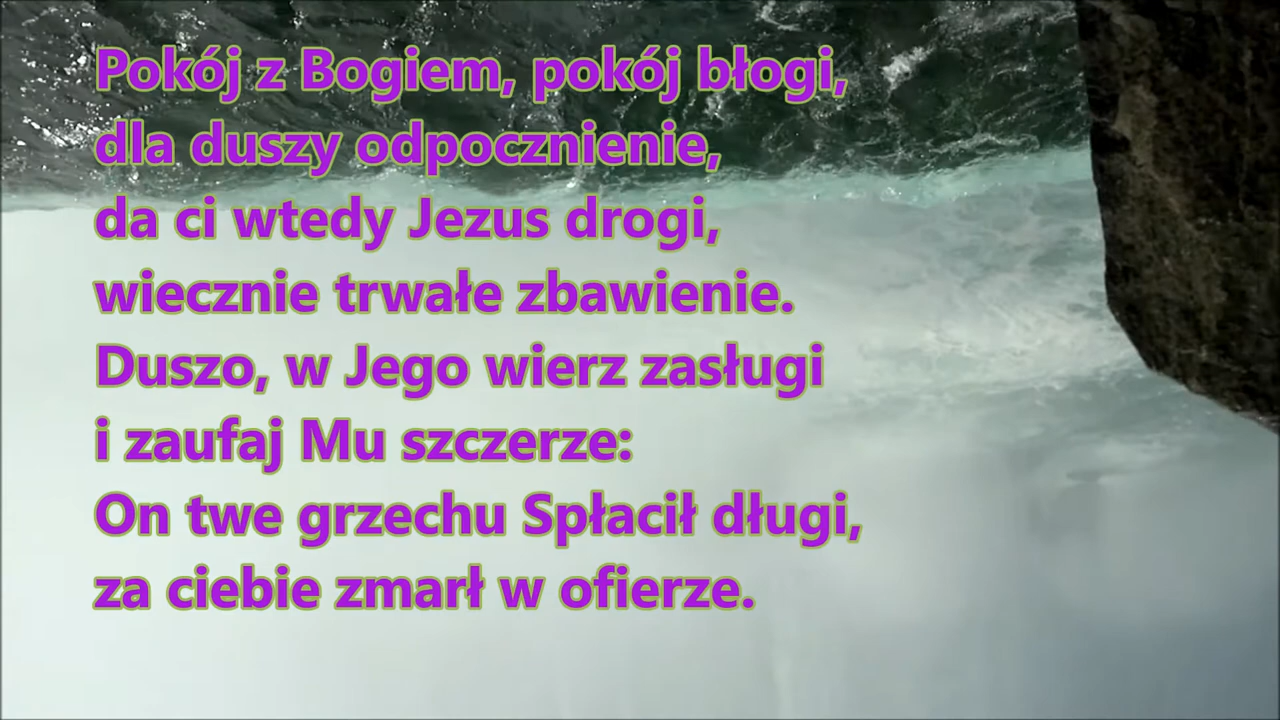 Pokój z Bogiem, pokój błogi,
dla duszy odpocznienie,
da ci wtedy Jezus drogi,
wiecznie trwałe zbawienie.
Duszo, w Jego wierz zasługi
i zaufaj Mu szczerze:
On twe grzechu Spłacił długi,
za ciebie zmarł w ofierze.